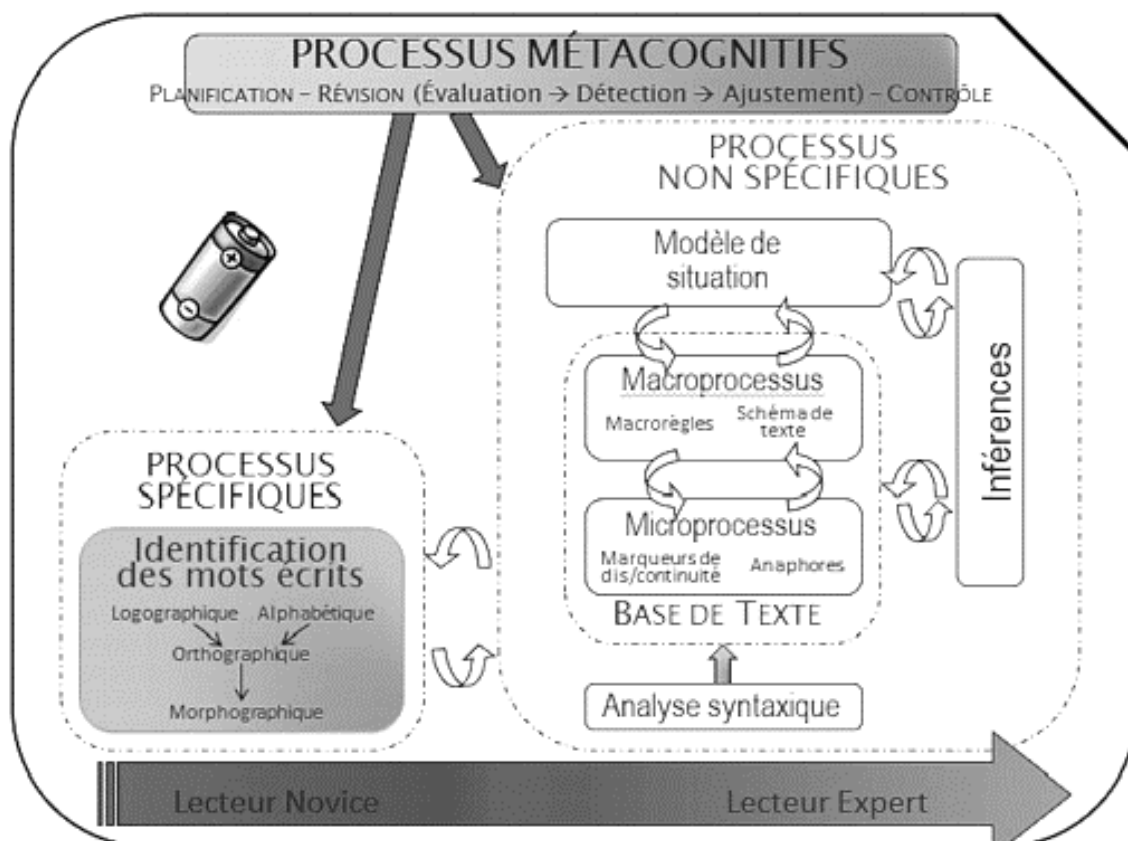 PROCESSUS MÉTACOGNITIFS
PLANIFICATION – RÉVISION (Évaluation → Détection → Ajustement) – CONTRÔLE
PROCESSUS
NON SPÉCIFIQUES
Modèle de
situation
Macroprocessus
Macrorègles
Schéma de
texte
Microprocessus
Marqueurs de
dis/continuité
Anaphores
BASE DE TEXTE
Analyse syntaxique
Inférences
PROCESSUS
SPÉCIFIQUES
Identification
des mots écrits
Logographique
Alphabétique
Orthographique
Morphographique
Lecteur Novice
Lecteur Expert